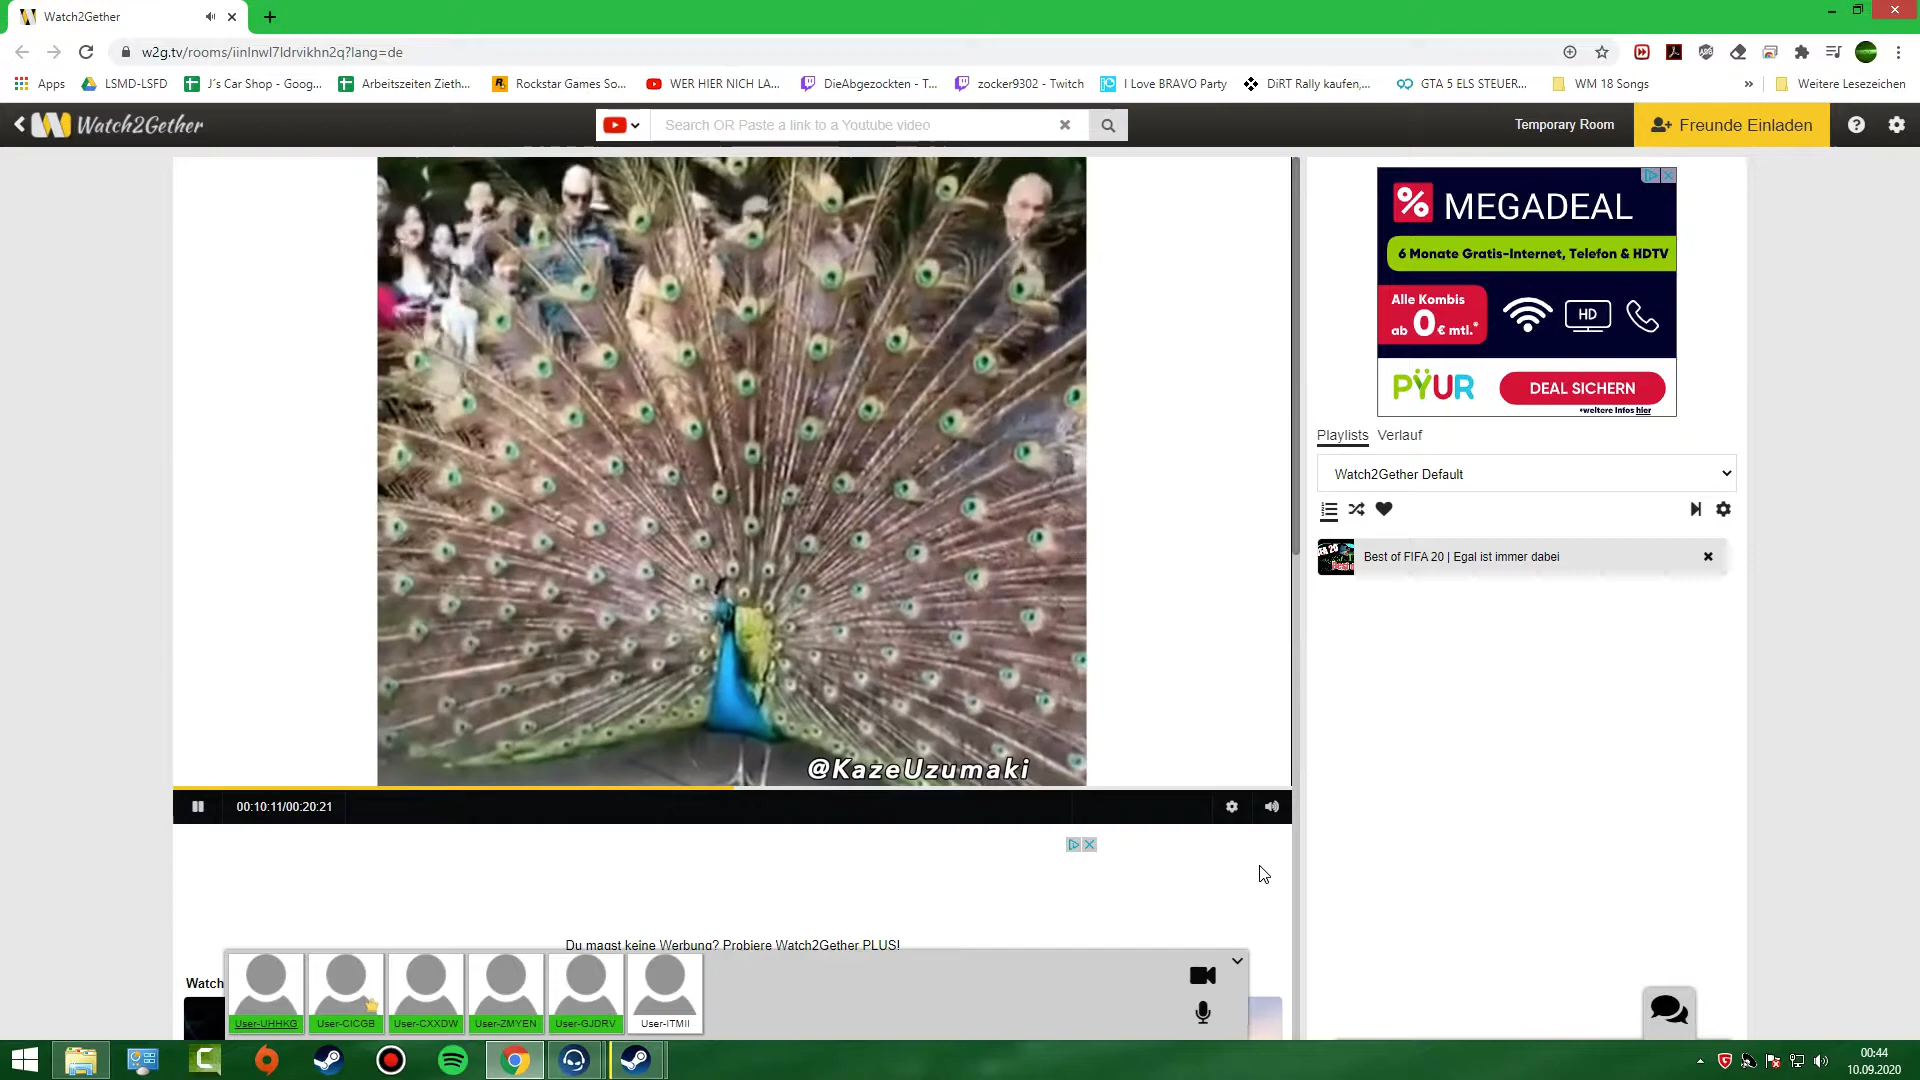 Watch2Gether
w2g.tv/rooms/iinlnwl7ldrvikhn2q?lang=de
Apps
LSMD-LSFD
J´s Car Shop - Goog...
Arbeitszeiten Zieth...
Rockstar Games So...
WER HIER NICH LA...
DieAbgezockten - T...
zocker9302 - Twitch
I Love BRAVO Party
DiRT Rally kaufen,...
GTA 5 ELS STEUER...
WM 18 Songs
»
Weitere Lesezeichen
Watch2Gether
Search OR Paste a link to a Youtube video
Temporary Room
Freunde Einladen
% MEGADEAL
6 Monate Gratis-Internet, Telefon & HDTV
Alle Kombis
ab 0€ mtl.*
HD
PŸUR
DEAL SICHERN
*weitere Infos hier
Playlists Verlauf
Watch2Gether Default
Best of FIFA 20 | Egal ist immer dabei
@KazeUzumaki
00:10:11/00:20:21
Du magst keine Werbung? Probiere Watch2Gether PLUS!
Watch
User-UHHKG
User-CICGB
User-CXXDW
User-ZMYEN
User-GJDRV
User-ITMII
00:44
10.09.2020